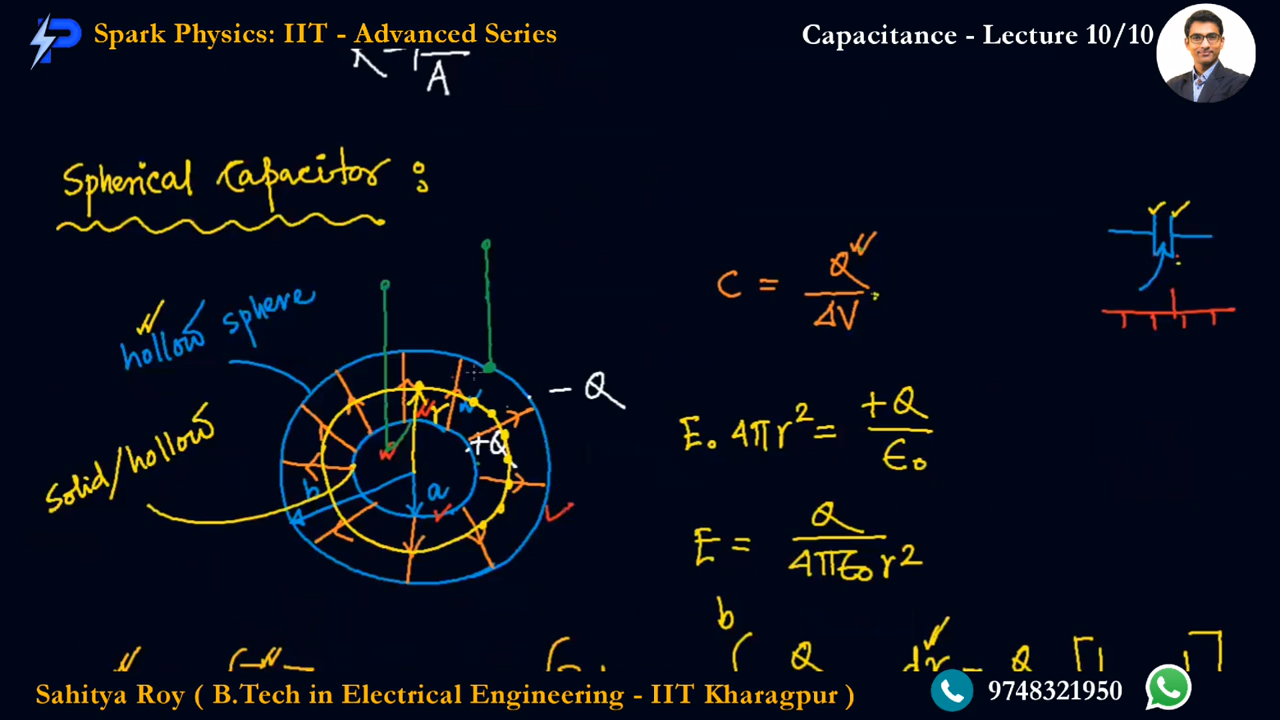 Spark Physics: IIT - Advanced Series
Capacitance - Lecture 10/10
A
Spherical Capacitor :
hollow sphere
solid/hollow
- Q
+Q
r
a
b
C = Q / ΔV
E. 4πr² = +Q / ϵ₀
E = Q / 4πϵ₀r²
b
Q dr = Q
Sahitya Roy ( B.Tech in Electrical Engineering - IIT Kharagpur )
9748321950